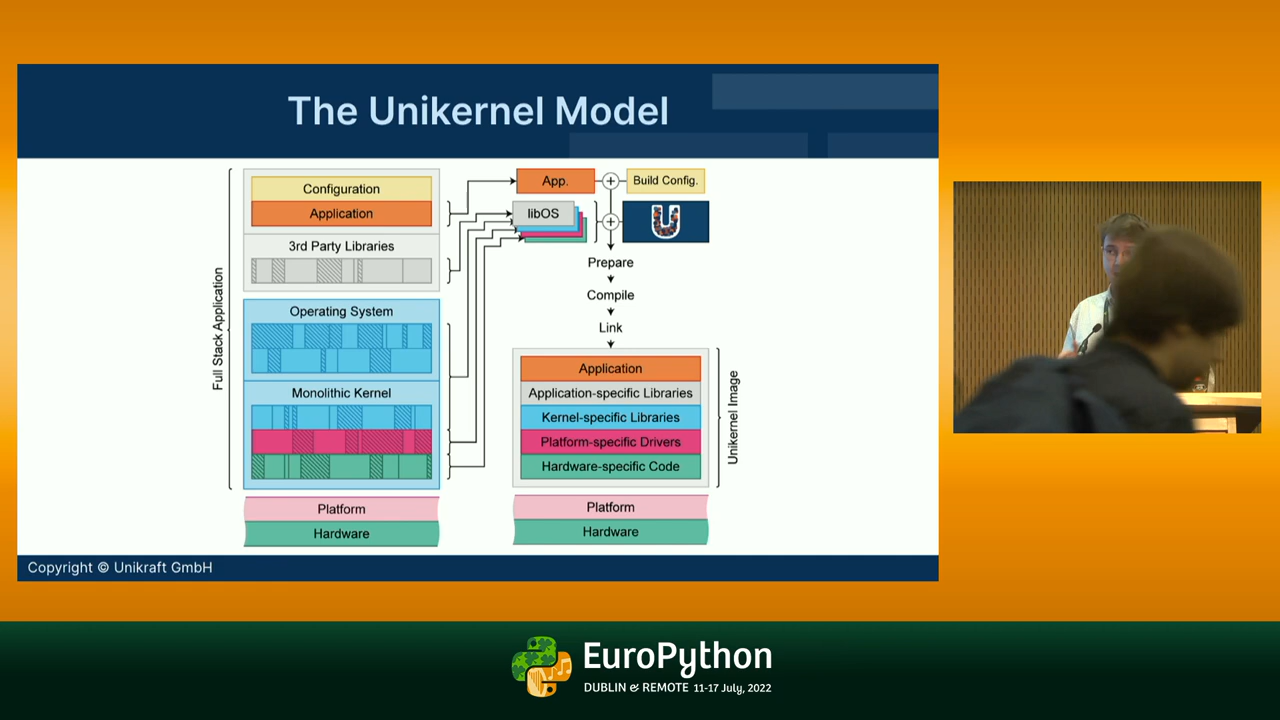 The Unikernel Model
Full Stack Application
Configuration
Application
3rd Party Libraries
Operating System
Monolithic Kernel
Platform
Hardware
App.
Build Config.
libOS
U
Prepare
Compile
Link
Application
Application-specific Libraries
Kernel-specific Libraries
Platform-specific Drivers
Hardware-specific Code
Unikernel Image
Platform
Hardware
Copyright © Unikraft GmbH
EuroPython
DUBLIN & REMOTE 11-17 July, 2022